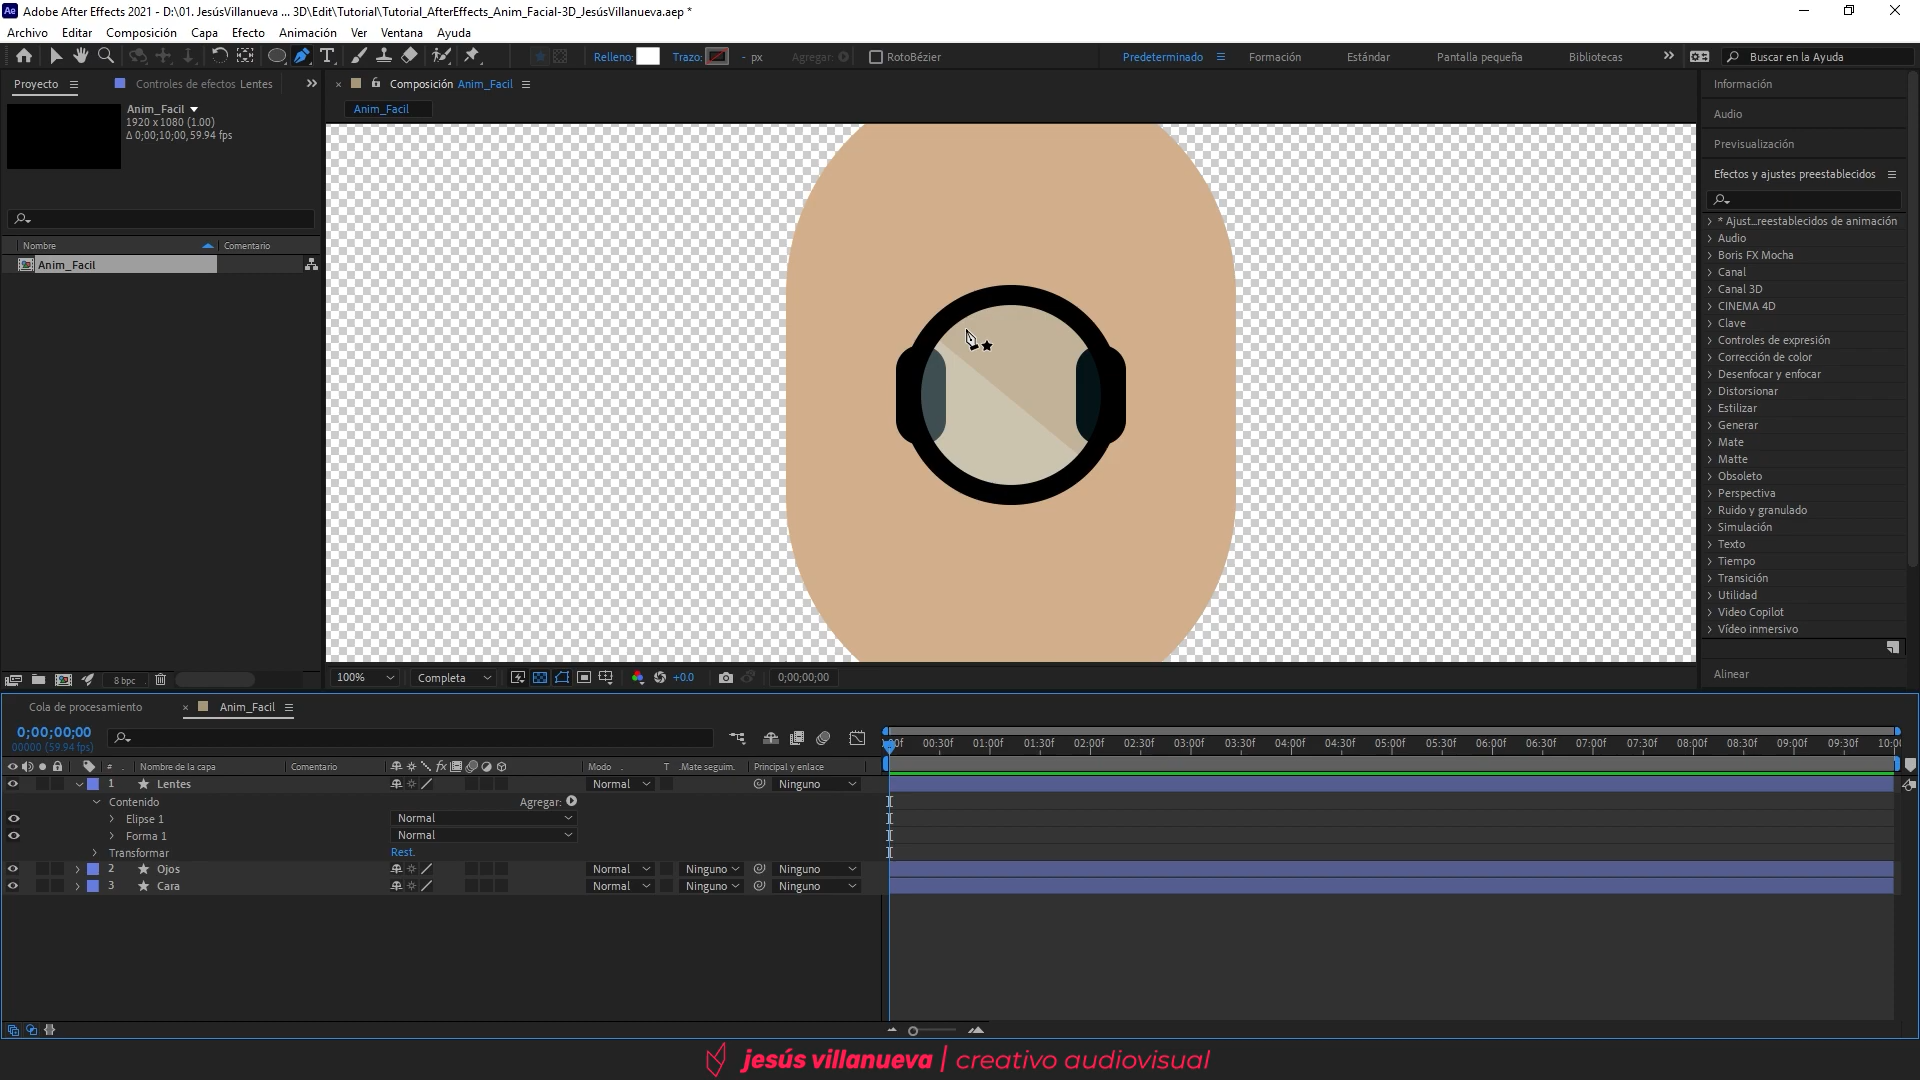 Adobe After Effects 2021 - D:\01. JesúsVillanueva ... 3D\Edit\Tutorial\Tutorial_AfterEffects_Anim_Facial-3D_JesúsVillanueva.aep *
Archivo Editar Composición Capa Efecto Animación Ver Ventana Ayuda
Relleno: Trazo: - px Agregar: RotoBézier Predeterminado Formación Estándar Pantalla pequeña Bibliotecas Buscar en la Ayuda
Proyecto Controles de efectos Lentes
Anim_Facil
1920 x 1080 (1.00)
Δ 0;00;10;00, 59.94 fps
Nombre Comentario
Anim_Facil
8 bpc
Composición Anim_Facil
Anim_Facil
100% Completa +0.0 0;00;00;00
Información
Audio
Previsualización
Efectos y ajustes preestablecidos
* Ajust...reestablecidos de animación
Audio
Boris FX Mocha
Canal
Canal 3D
CINEMA 4D
Clave
Controles de expresión
Corrección de color
Desenfocar y enfocar
Distorsionar
Estilizar
Generar
Mate
Matte
Obsoleto
Perspectiva
Ruido y granulado
Simulación
Texto
Tiempo
Transición
Utilidad
Video Copilot
Vídeo inmersivo
Alinear
Cola de procesamiento Anim_Facil
0;00;00;00
00000 (59.94 fps)
00:30f 01:00f 01:30f 02:00f 02:30f 03:00f 03:30f 04:00f 04:30f 05:00f 05:30f 06:00f 06:30f 07:00f 07:30f 08:00f 08:30f 09:00f 09:30f 10:00
# Nombre de la capa Comentario Modo T .Mate seguim. Principal y enlace
1 Lentes Normal Ninguno
Contenido Agregar:
Elipse 1 Normal
Forma 1 Normal
Transformar Rest.
2 Ojos Normal Ninguno Ninguno
3 Cara Normal Ninguno Ninguno
jesús villanueva | creativo audiovisual